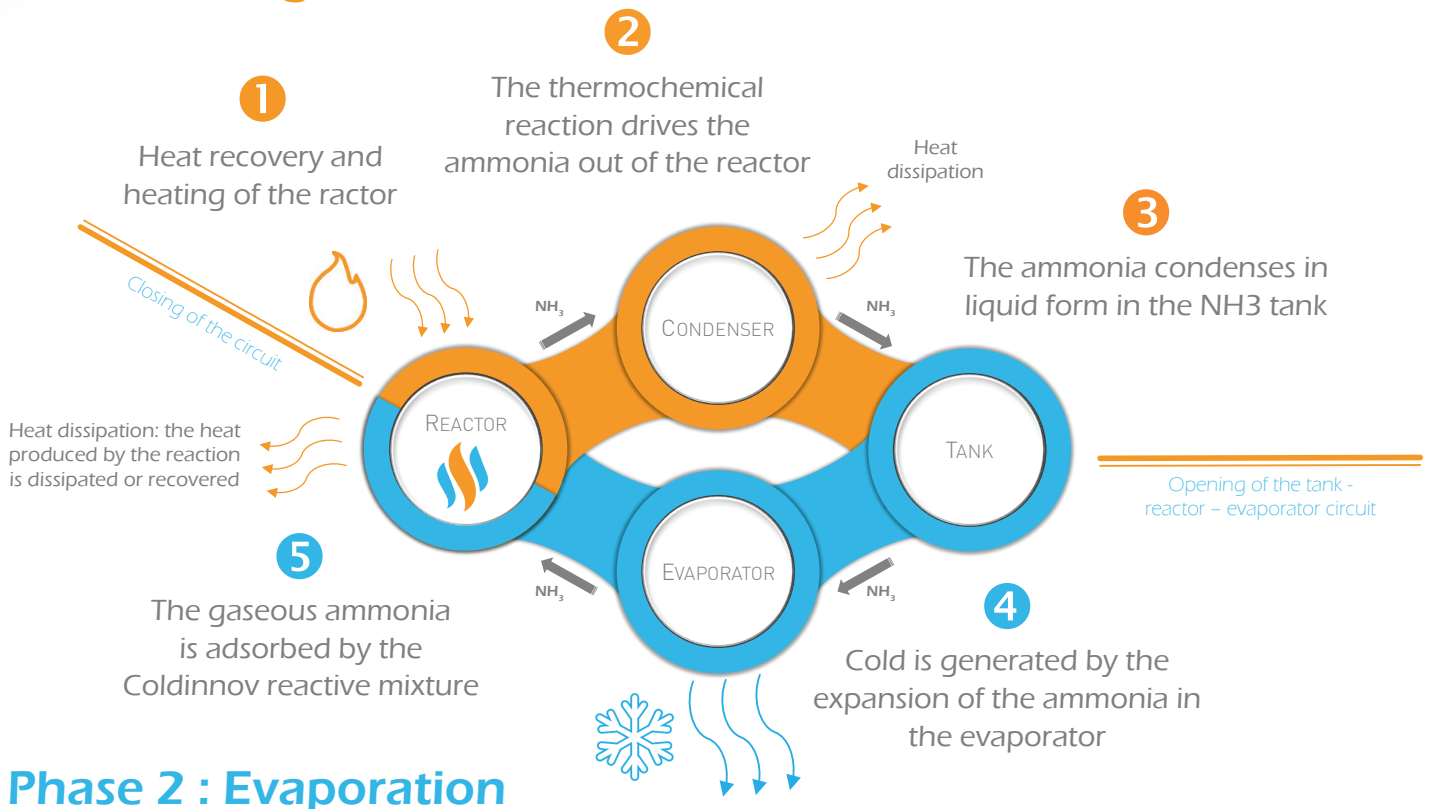 2
The thermochemical
reaction drives the
ammonia out of the reactor
1
Heat recovery and
heating of the ractor
Heat
dissipation
3
The ammonia condenses in
liquid form in the NH3 tank
Closing of the circuit
NH₃
CONDENSER
NH₃
REACTOR
TANK
Heat dissipation: the heat
produced by the reaction
is dissipated or recovered
Opening of the tank -
reactor – evaporator circuit
5
The gaseous ammonia
is adsorbed by the
Coldinnov reactive mixture
NH₃
EVAPORATOR
NH₃
4
Cold is generated by the
expansion of the ammonia in
the evaporator
Phase 2 : Evaporation